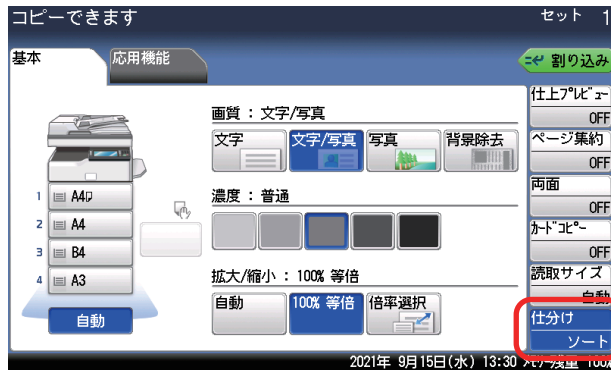 コピーできます
セット 1
基本
応用機能
割り込み
画質 : 文字/写真
文字
文字/写真
写真
背景除去
濃度 : 普通
1 A4
2 A4
3 B4
4 A3
自動
拡大/縮小 : 100% 等倍
自動
100% 等倍
倍率選択
仕上プレビュー
OFF
ページ集約
OFF
両面
OFF
カードコピー
OFF
読取サイズ
自動
仕分け
ソート
2021年 9月15日(水) 13:30 メモリ残量 100%